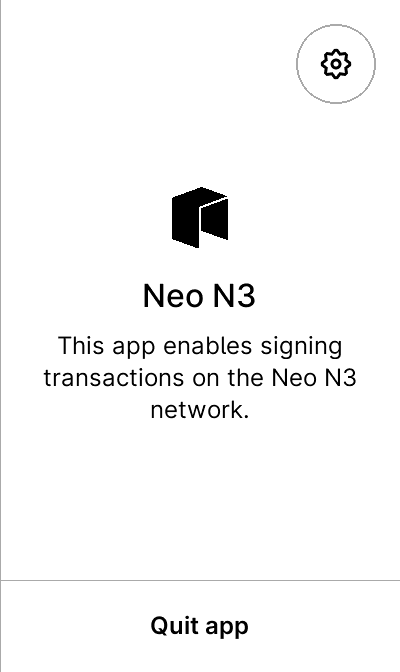 Neo N3
This app enables signing
transactions on the Neo N3
network.
Quit app